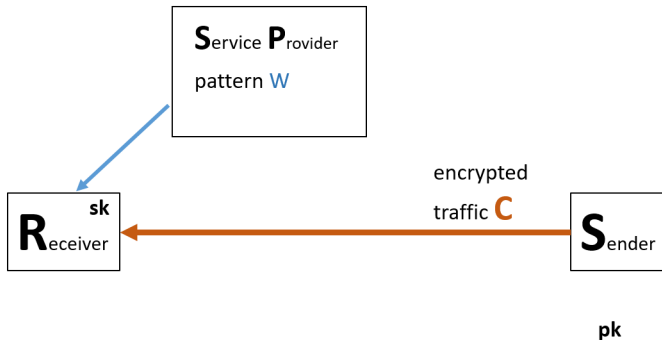 Service Provider
pattern W
encrypted
traffic C
sk
Receiver
Sender
pk